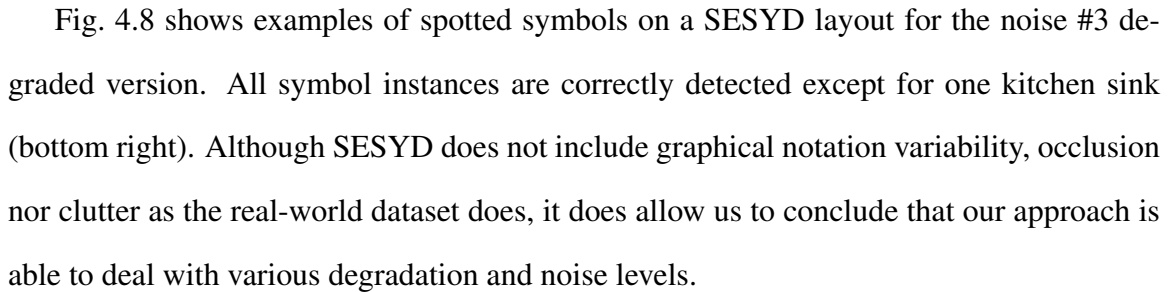 Fig. 4.8 shows examples of spotted symbols on a SESYD layout for the noise #3 de-
graded version. All symbol instances are correctly detected except for one kitchen sink
(bottom right). Although SESYD does not include graphical notation variability, occlusion
nor clutter as the real-world dataset does, it does allow us to conclude that our approach is
able to deal with various degradation and noise levels.